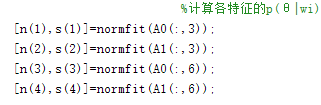 %计算各特征的p(θ|wi)
[n(1),s(1)]=normfit(A0(:,3));
[n(2),s(2)]=normfit(A1(:,3));
[n(3),s(3)]=normfit(A0(:,6));
[n(4),s(4)]=normfit(A1(:,6));